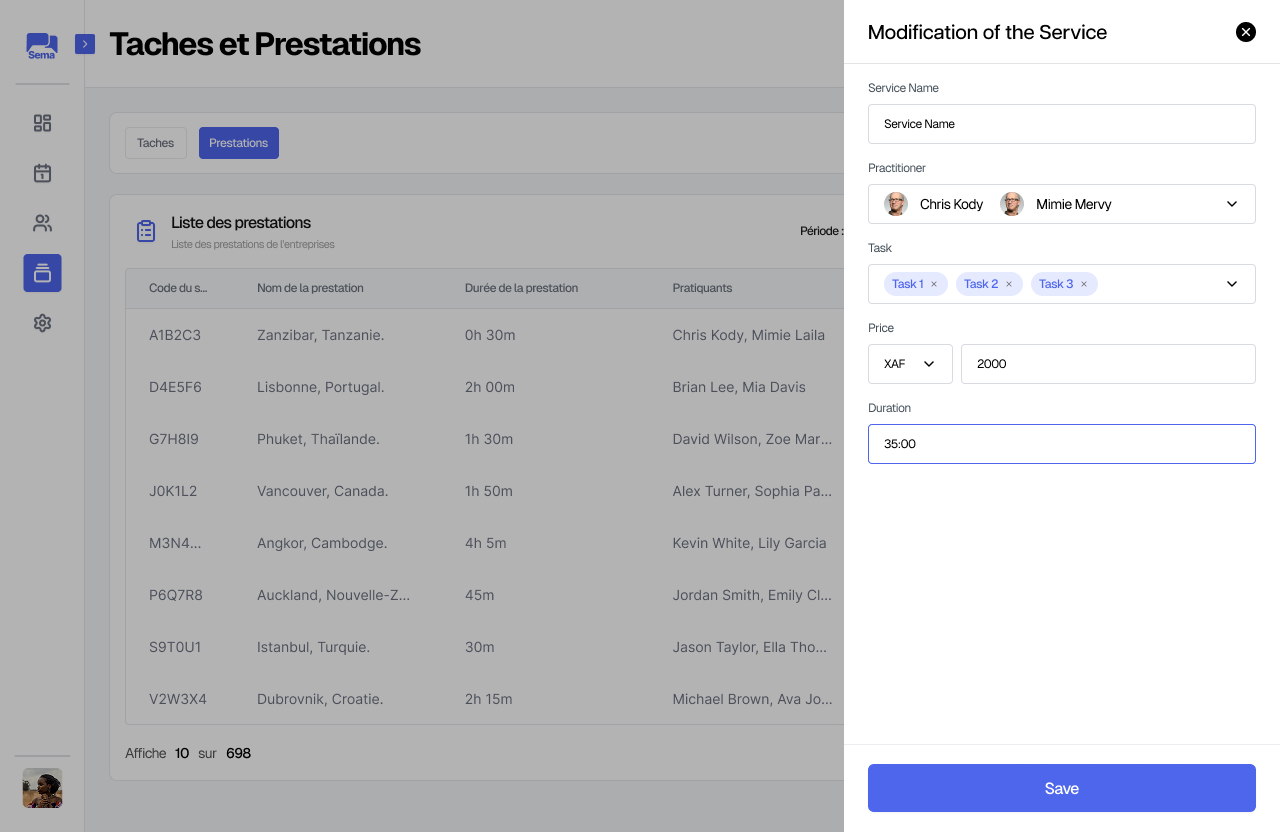 Sema
Taches et Prestations
Taches
Prestations
Liste des prestations
Liste des prestations de l'entreprises
Période :
Code du s...
Nom de la prestation
Durée de la prestation
Pratiquants
A1B2C3
Zanzibar, Tanzanie.
0h 30m
Chris Kody, Mimie Laila
D4E5F6
Lisbonne, Portugal.
2h 00m
Brian Lee, Mia Davis
G7H8I9
Phuket, Thaïlande.
1h 30m
David Wilson, Zoe Mar...
J0K1L2
Vancouver, Canada.
1h 50m
Alex Turner, Sophia Pa...
M3N4...
Angkor, Cambodge.
4h 5m
Kevin White, Lily Garcia
P6Q7R8
Auckland, Nouvelle-Z...
45m
Jordan Smith, Emily Cl...
S9T0U1
Istanbul, Turquie.
30m
Jason Taylor, Ella Tho...
V2W3X4
Dubrovnik, Croatie.
2h 15m
Michael Brown, Ava Jo...
Affiche 10 sur 698
Modification of the Service
Service Name
Service Name
Practitioner
Chris Kody Mimie Mervy
Task
Task 1 × Task 2 × Task 3 ×
Price
XAF 2000
Duration
35:00
Save